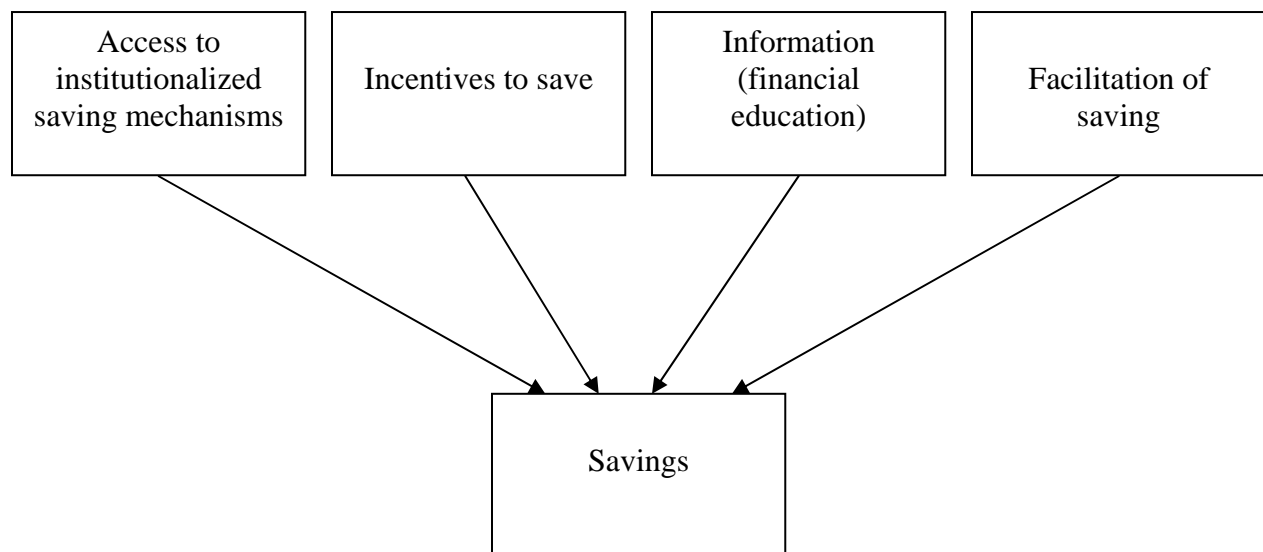 Access to
institutionalized
saving mechanisms
Incentives to save
Information
(financial
education)
Facilitation of
saving
Savings